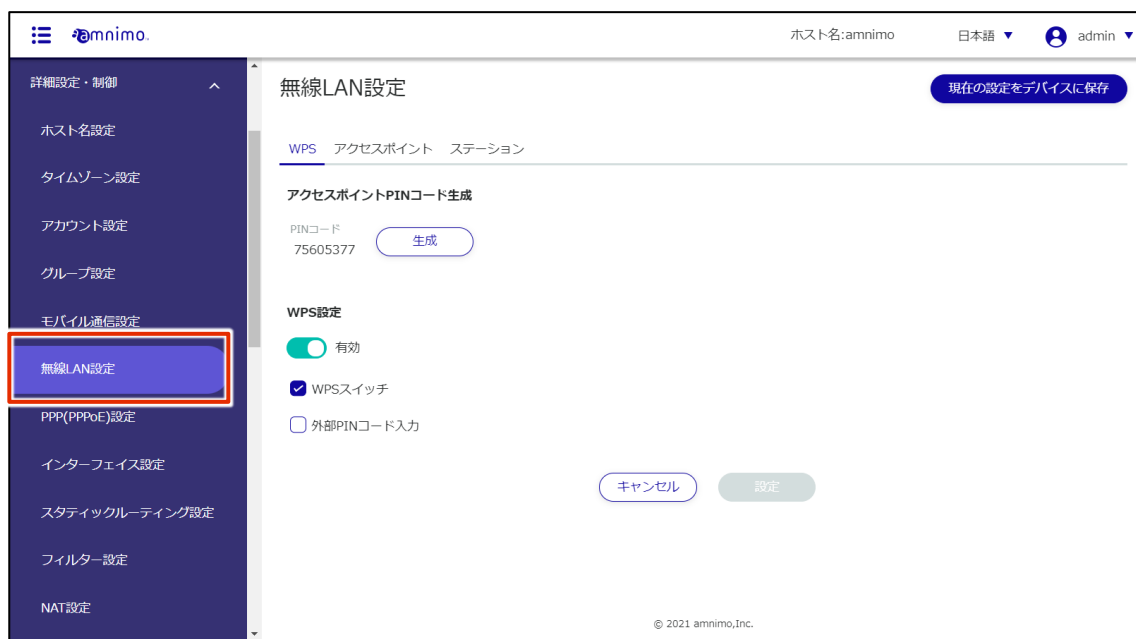 amnimo.
ホスト名:amnimo
日本語 ▼
admin ▼
詳細設定・制御
ホスト名設定
タイムゾーン設定
アカウント設定
グループ設定
モバイル通信設定
無線LAN設定
PPP(PPPoE)設定
インターフェイス設定
スタティックルーティング設定
フィルター設定
NAT設定
無線LAN設定
現在の設定をデバイスに保存
WPS アクセスポイント ステーション
アクセスポイントPINコード生成
PINコード
75605377
生成
WPS設定
有効
WPSスイッチ
外部PINコード入力
キャンセル
設定
© 2021 amnimo,Inc.